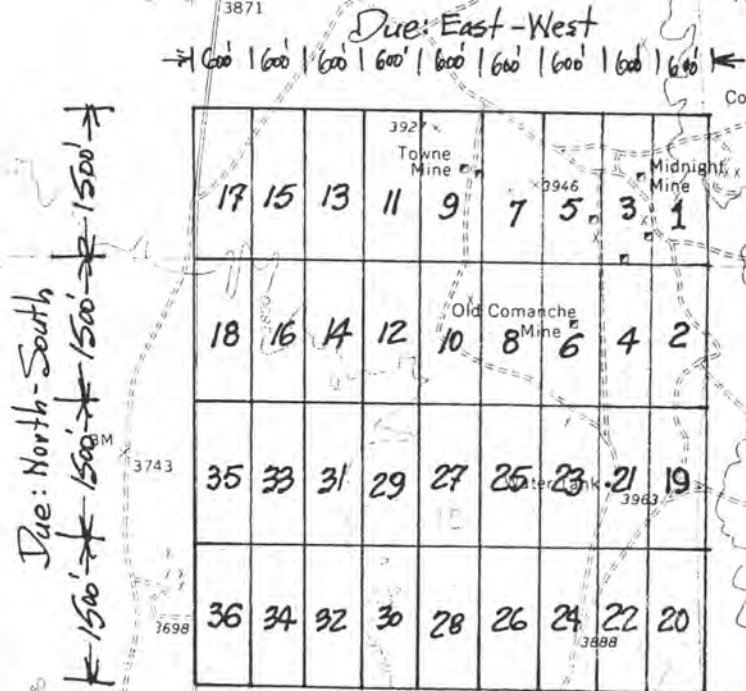 3871
Due: East-West
600' 600' 600' 600' 600' 600' 600' 600' 600'
Co
3927
Towne
Mine
3946
Midnight
Mine
17 15 13 11 9 7 5 3 1
Old Comanche
Mine
18 16 14 12 10 8 6 4 2
BM
3743
35 33 31 29 27 25 23 21 19
Water Tank
3963
3698
36 34 32 30 28 26 24 22 20
3888
Due: North-South
1500' 1500' 1500' 1500'